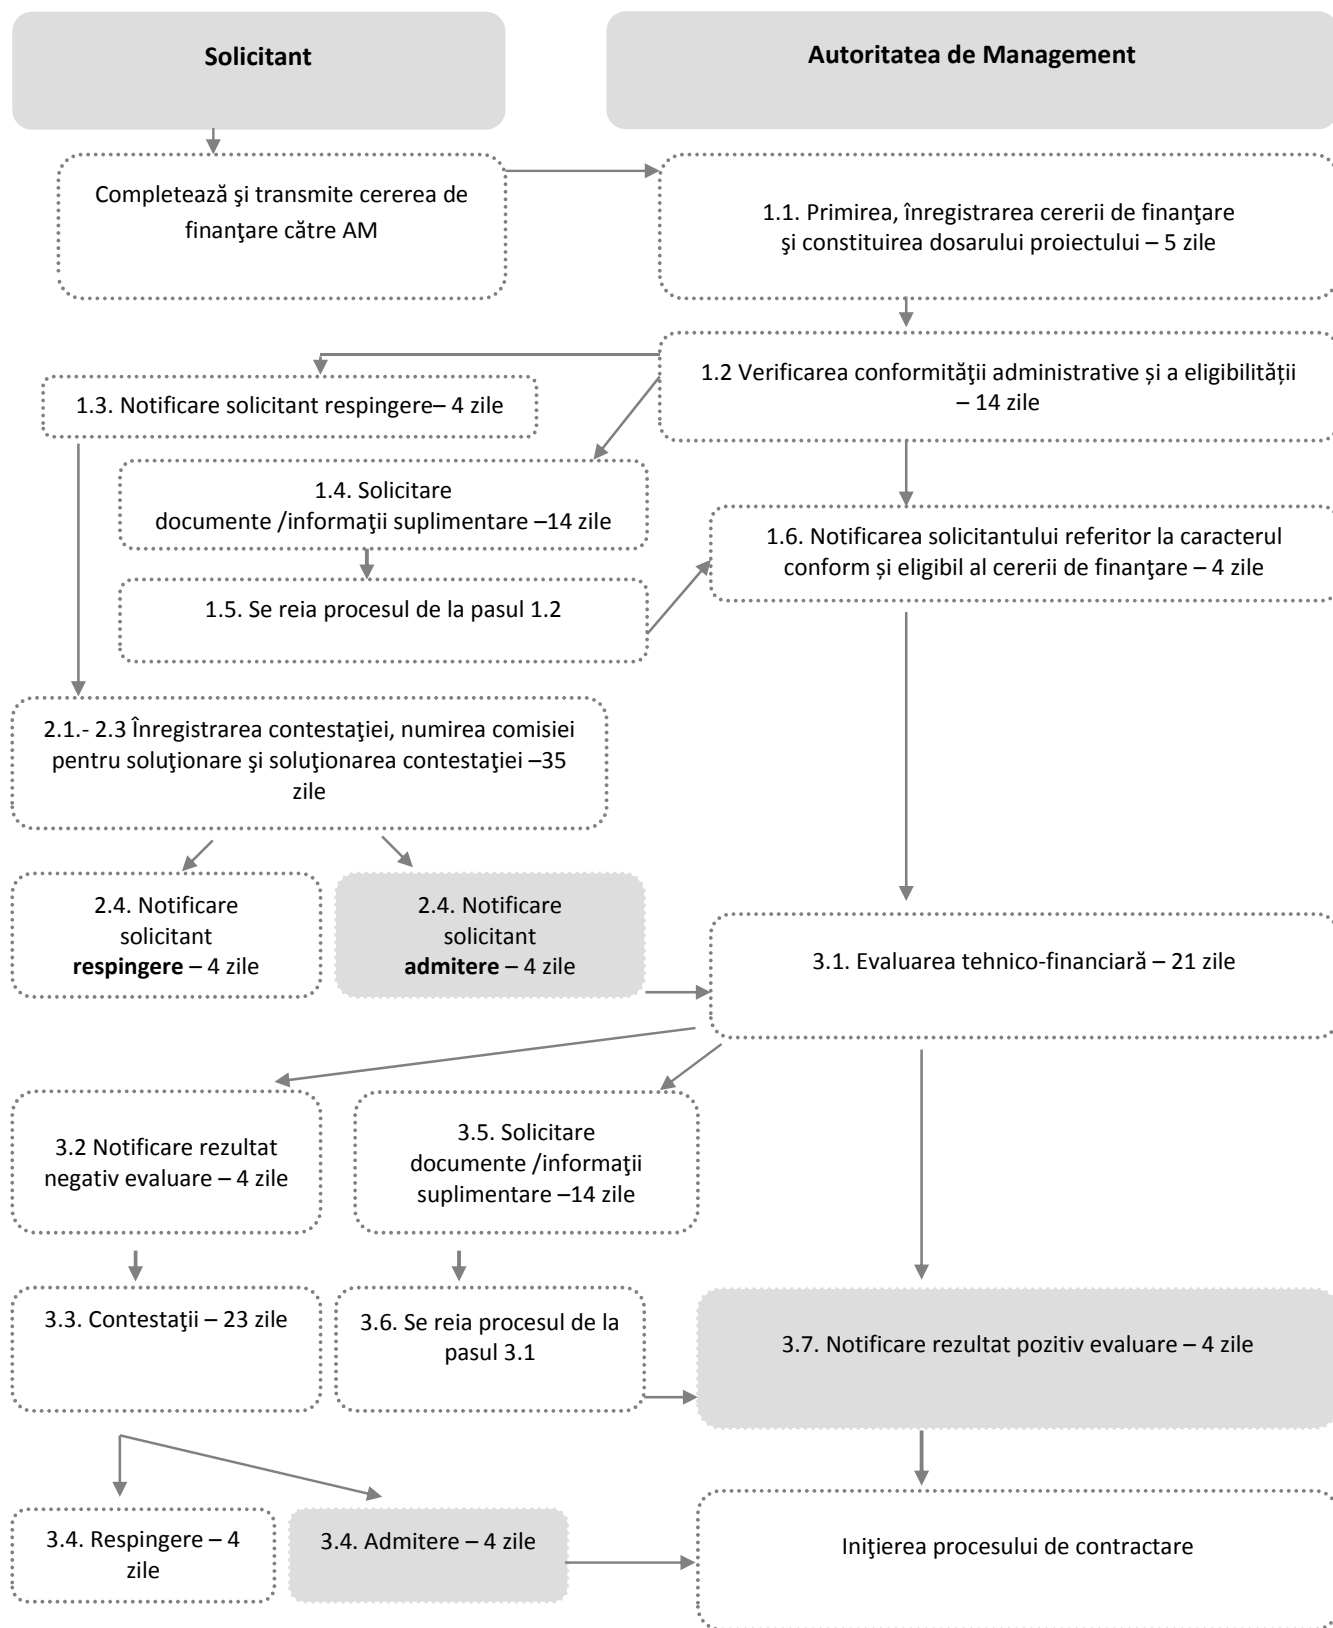 Solicitant
Autoritatea de Management
Completează şi transmite cererea de
finanţare către AM
1.1. Primirea, înregistrarea cererii de finanţare
şi constituirea dosarului proiectului – 5 zile
1.2 Verificarea conformităţii administrative și a eligibilității
– 14 zile
1.3. Notificare solicitant respingere– 4 zile
1.4. Solicitare
documente /informaţii suplimentare –14 zile
1.6. Notificarea solicitantului referitor la caracterul
conform și eligibil al cererii de finanţare – 4 zile
1.5. Se reia procesul de la pasul 1.2
2.1.- 2.3 Înregistrarea contestaţiei, numirea comisiei
pentru soluţionare şi soluţionarea contestaţiei –35
zile
2.4. Notificare
solicitant
respingere – 4 zile
2.4. Notificare
solicitant
admitere – 4 zile
3.1. Evaluarea tehnico-financiară – 21 zile
3.2 Notificare rezultat
negativ evaluare – 4 zile
3.5. Solicitare
documente /informaţii
suplimentare –14 zile
3.3. Contestaţii – 23 zile
3.6. Se reia procesul de la
pasul 3.1
3.7. Notificare rezultat pozitiv evaluare – 4 zile
3.4. Respingere – 4
zile
3.4. Admitere – 4 zile
Iniţierea procesului de contractare